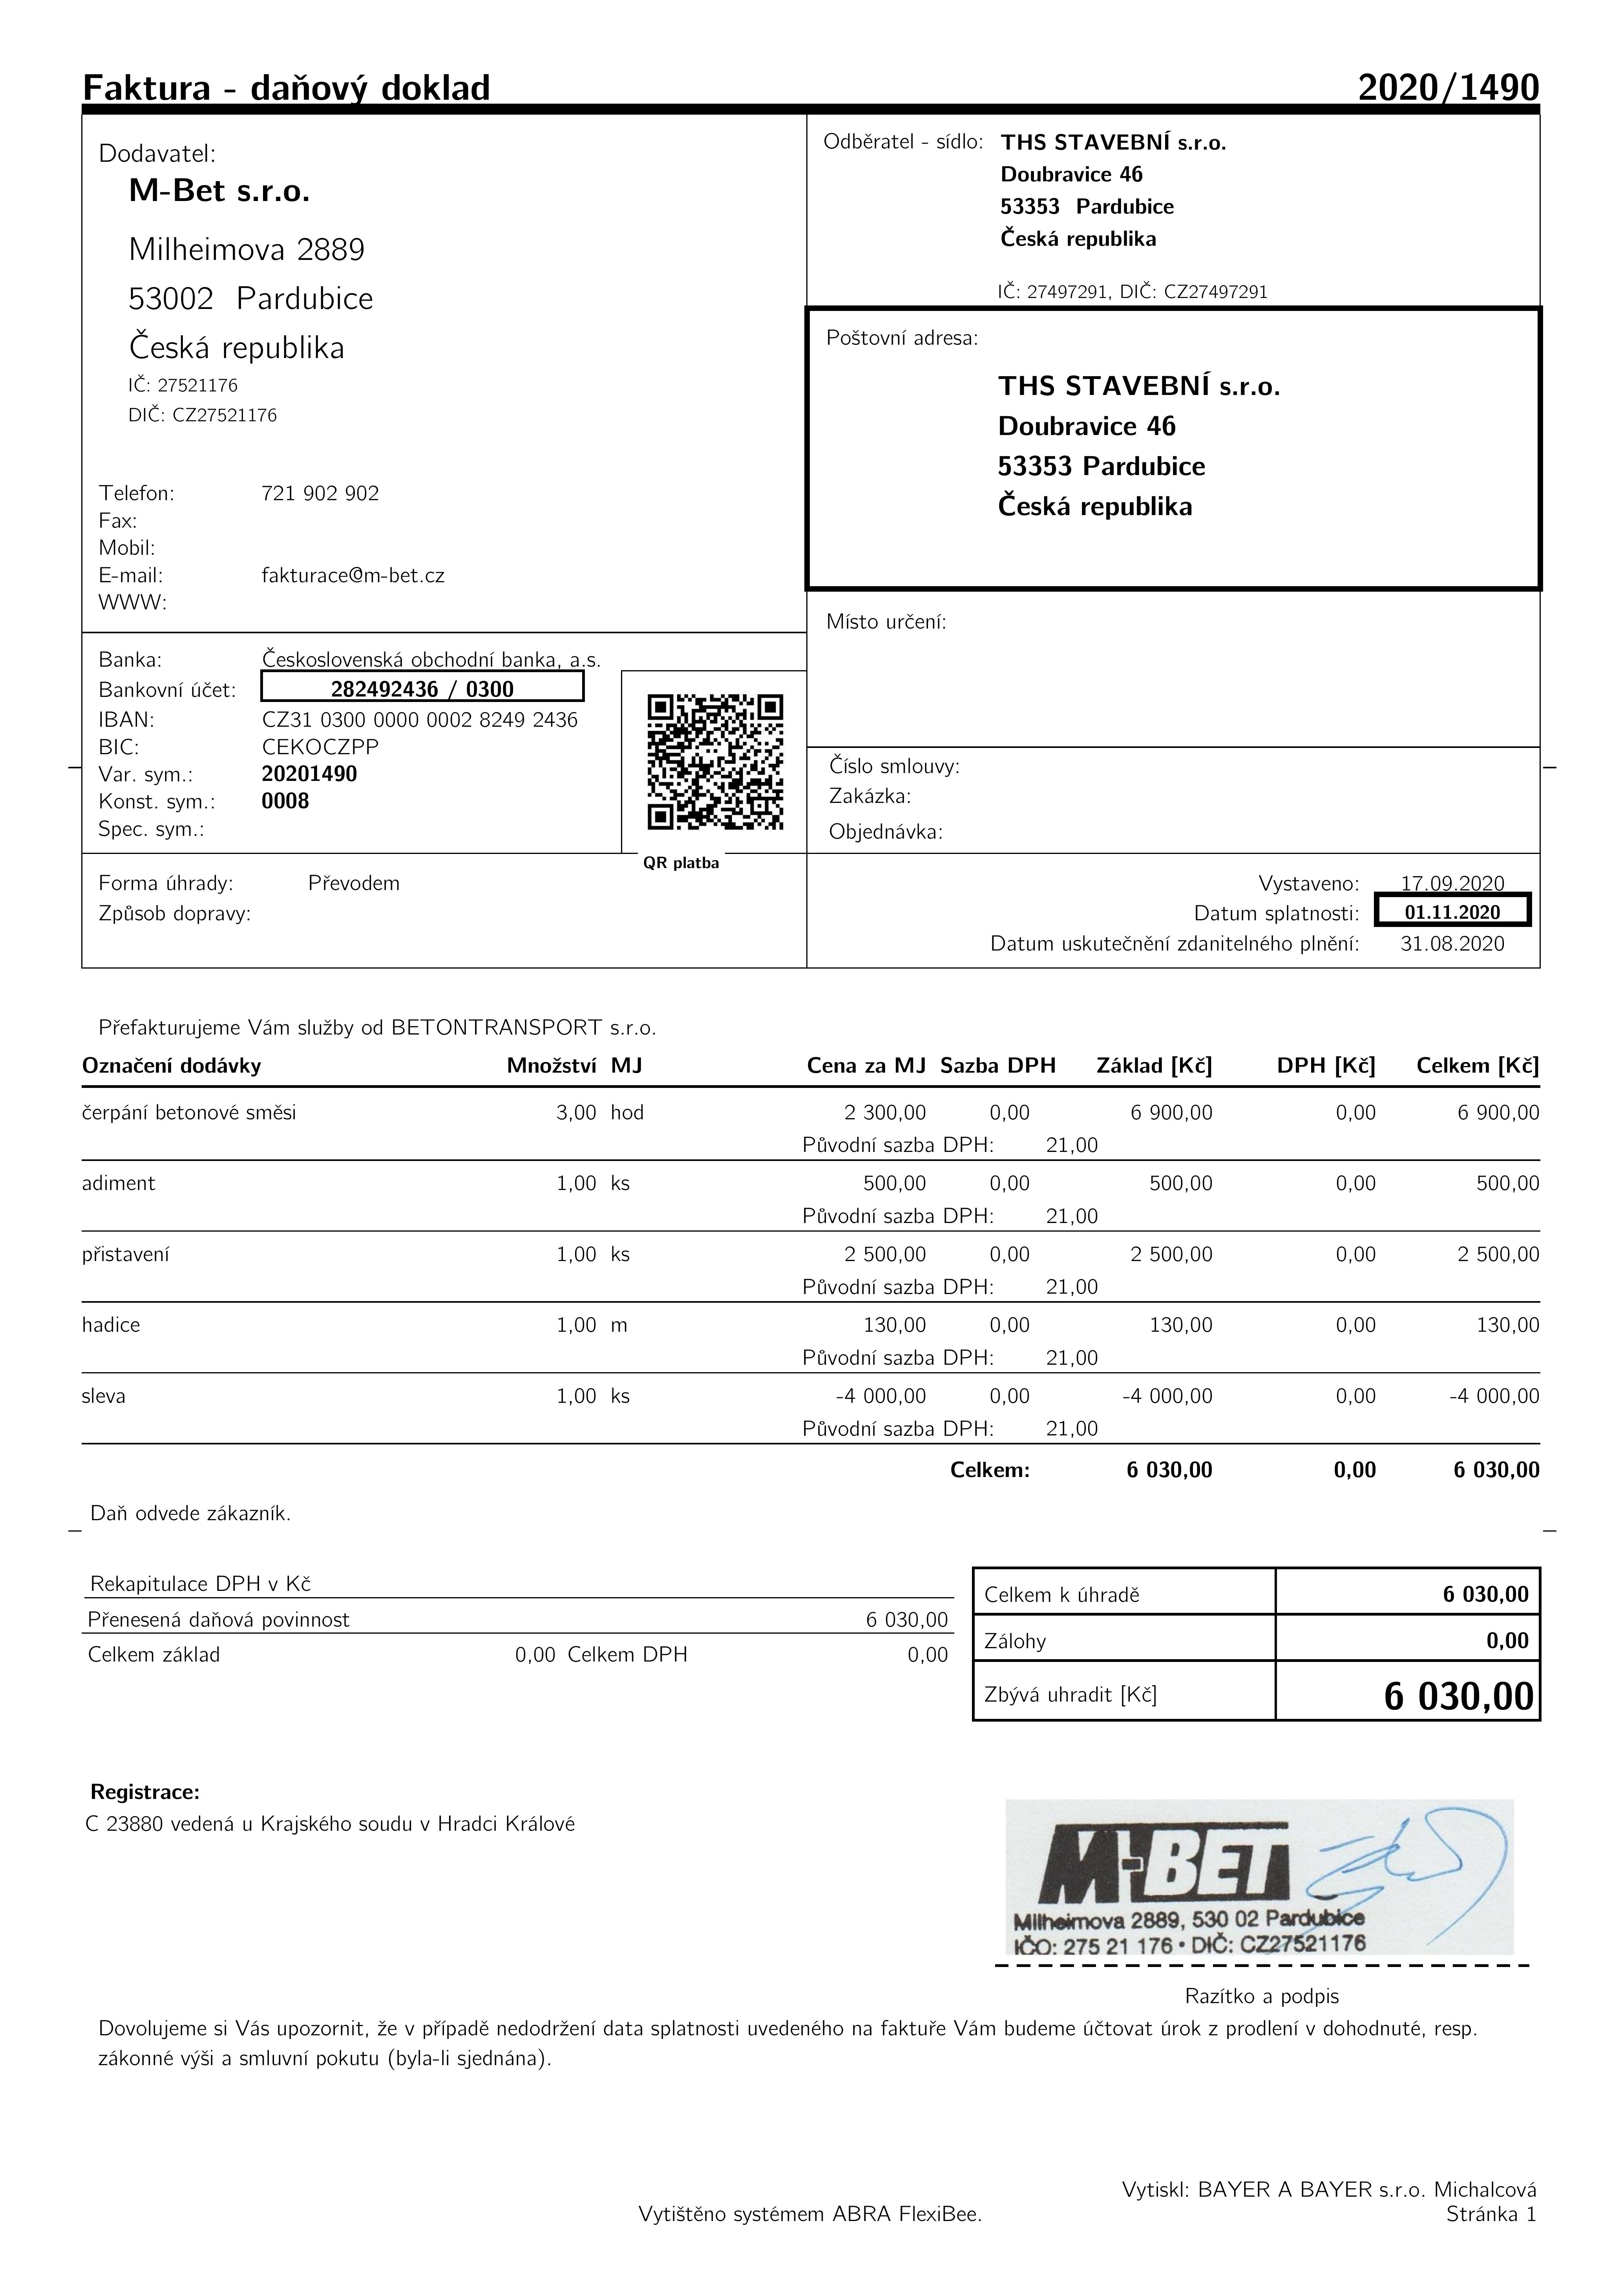 Faktura - daňový doklad 2020/1490
Dodavatel:
M-Bet s.r.o.
Milheimova 2889
53002 Pardubice
Česká republika
IČ: 27521176
DIČ: CZ27521176
Telefon: 721 902 902
Fax:
Mobil:
E-mail: fakturace@m-bet.cz
WWW:
Odběratel - sídlo: THS STAVEBNÍ s.r.o.
Doubravice 46
53353 Pardubice
Česká republika
IČ: 27497291, DIČ: CZ27497291
Poštovní adresa:
THS STAVEBNÍ s.r.o.
Doubravice 46
53353 Pardubice
Česká republika
Místo určení:
Banka: Československá obchodní banka, a.s.
Bankovní účet: 282492436 / 0300
IBAN: CZ31 0300 0000 0002 8249 2436
BIC: CEKOCZPP
Var. sym.: 20201490
Konst. sym.: 0008
Spec. sym.:
QR platba
Číslo smlouvy:
Zakázka:
Objednávka:
Forma úhrady: Převodem
Způsob dopravy:
Vystaveno: 17.09.2020
Datum splatnosti: 01.11.2020
Datum uskutečnění zdanitelného plnění: 31.08.2020
Přefakturujeme Vám služby od BETONTRANSPORT s.r.o.
Označení dodávky Množství MJ Cena za MJ Sazba DPH Základ [Kč] DPH [Kč] Celkem [Kč]
čerpání betonové směsi 3,00 hod 2 300,00 0,00 6 900,00 0,00 6 900,00
Původní sazba DPH: 21,00
adiment 1,00 ks 500,00 0,00 500,00 0,00 500,00
Původní sazba DPH: 21,00
přistavení 1,00 ks 2 500,00 0,00 2 500,00 0,00 2 500,00
Původní sazba DPH: 21,00
hadice 1,00 m 130,00 0,00 130,00 0,00 130,00
Původní sazba DPH: 21,00
sleva 1,00 ks -4 000,00 0,00 -4 000,00 0,00 -4 000,00
Původní sazba DPH: 21,00
Celkem: 6 030,00 0,00 6 030,00
Daň odvede zákazník.
Rekapitulace DPH v Kč
Přenesená daňová povinnost 6 030,00
Celkem základ 0,00 Celkem DPH 0,00
Celkem k úhradě 6 030,00
Zálohy 0,00
Zbývá uhradit [Kč] 6 030,00
Registrace:
C 23880 vedená u Krajského soudu v Hradci Králové
M-BET
Milheimova 2889, 530 02 Pardubice
IČO: 275 21 176 • DIČ: CZ27521176
Razítko a podpis
Dovolujeme si Vás upozornit, že v případě nedodržení data splatnosti uvedeného na faktuře Vám budeme účtovat úrok z prodlení v dohodnuté, resp.
zákonné výši a smluvní pokutu (byla-li sjednána).
Vytiskl: BAYER A BAYER s.r.o. Michalcová
Vytištěno systémem ABRA FlexiBee. Stránka 1